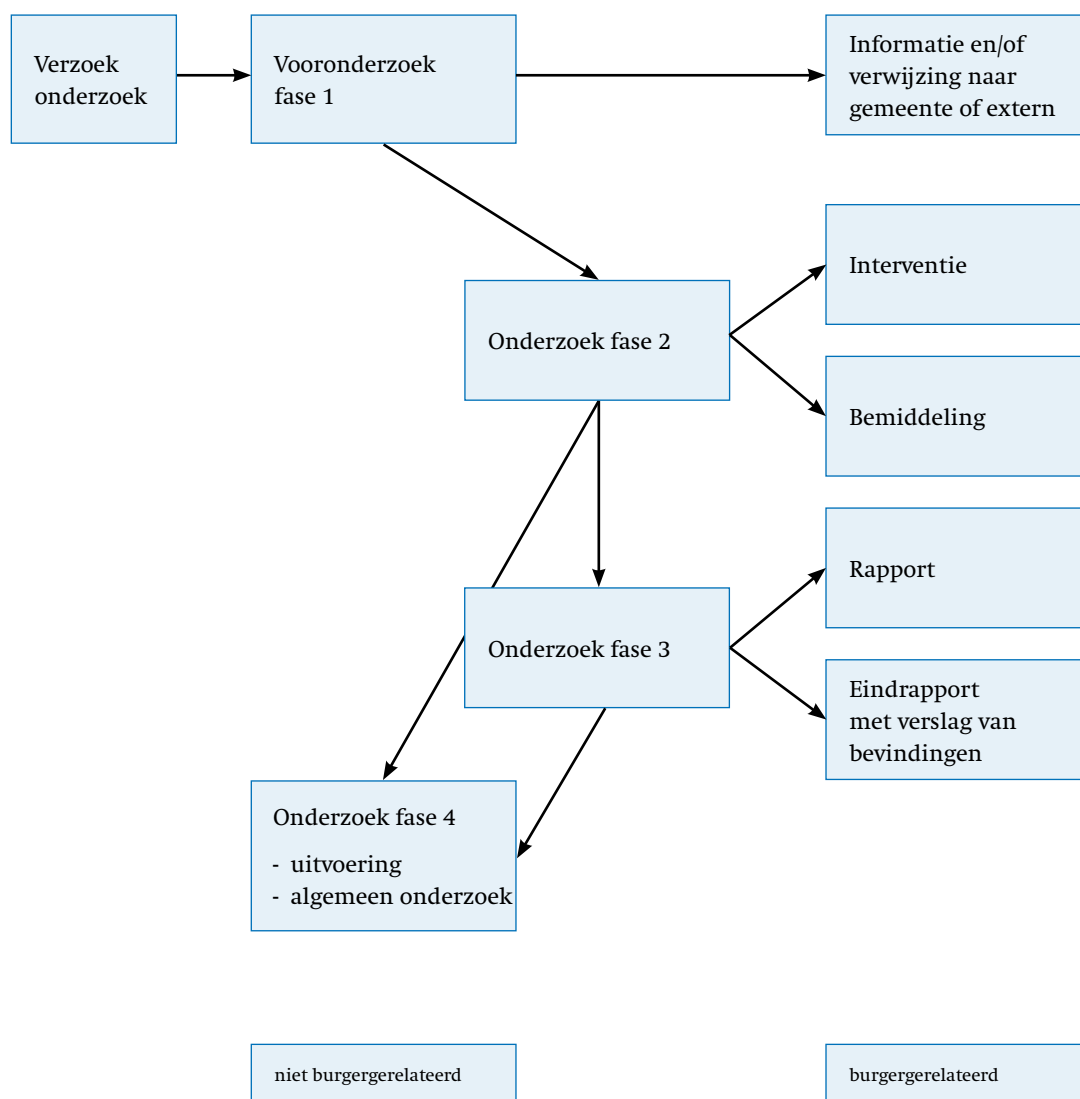 Verzoek
onderzoek
Vooronderzoek
fase 1
Informatie en/of
verwijzing naar
gemeente of extern
Interventie
Onderzoek fase 2
Bemiddeling
Rapport
Onderzoek fase 3
Eindrapport
met verslag van
bevindingen
Onderzoek fase 4
- uitvoering
- algemeen onderzoek
niet burgergerelateerd
burgergerelateerd